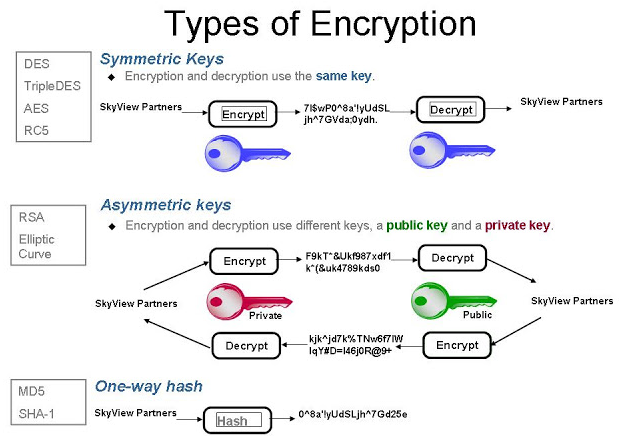 Types of Encryption
DES
TripleDES
AES
RC5
Symmetric Keys
◆ Encryption and decryption use the same key.
SkyView Partners
Encrypt
7!$wP0^8a'!yUdSL
jh^7GVda;0ydh.
Decrypt
SkyView Partners
RSA
Elliptic
Curve
Asymmetric keys
◆ Encryption and decryption use different keys, a public key and a private key.
Encrypt
F9kT^&Ukf987xdf1
k^(&uk4789kds0
Decrypt
SkyView Partners
Private
Public
SkyView Partners
Decrypt
kjk^jd7k%TNw6f7IW
IqY#D=I46j0R@9+
Encrypt
MD5
SHA-1
One-way hash
SkyView Partners
Hash
0^8a'!yUdSLjh^7Gd25e